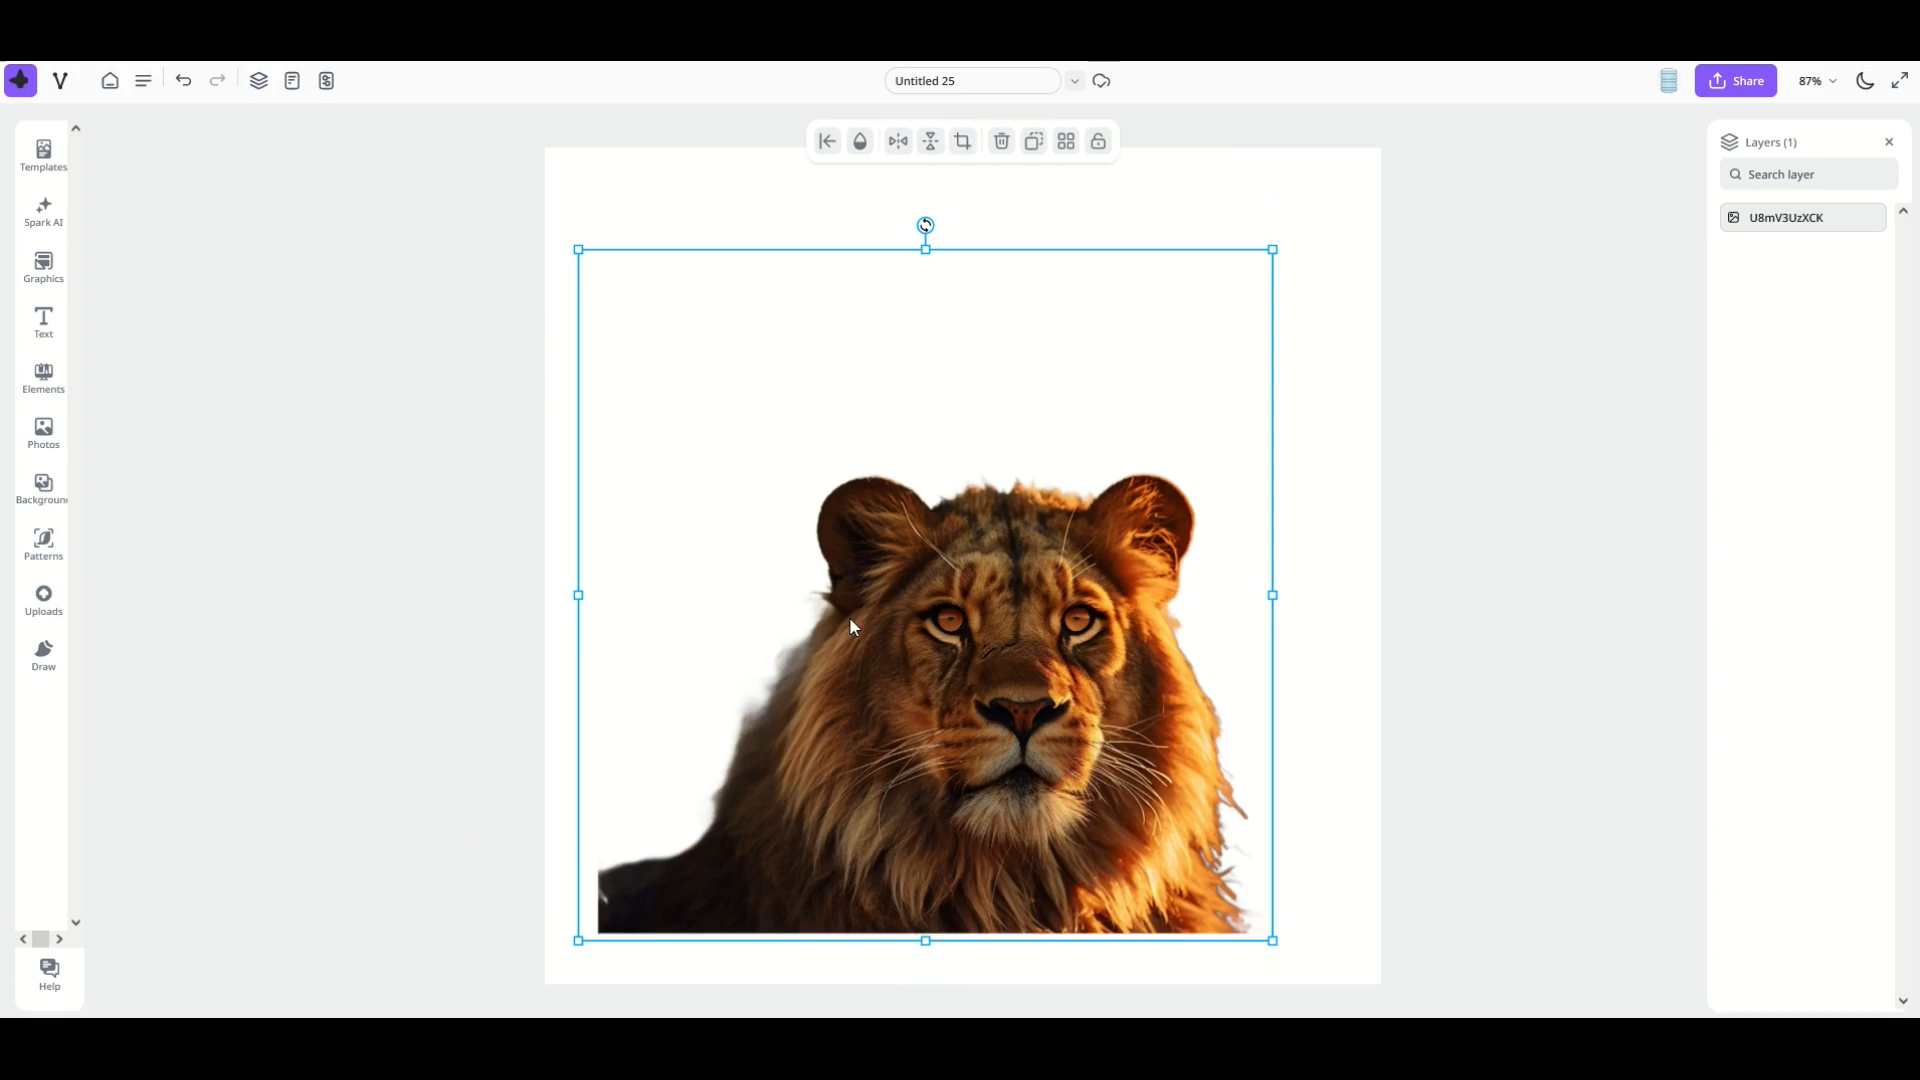 Untitled 25
Share
87%
Templates
Spark AI
Graphics
Text
Elements
Photos
Backgroun
Patterns
Uploads
Draw
Help
Layers (1)
Search layer
U8mV3UzXCK